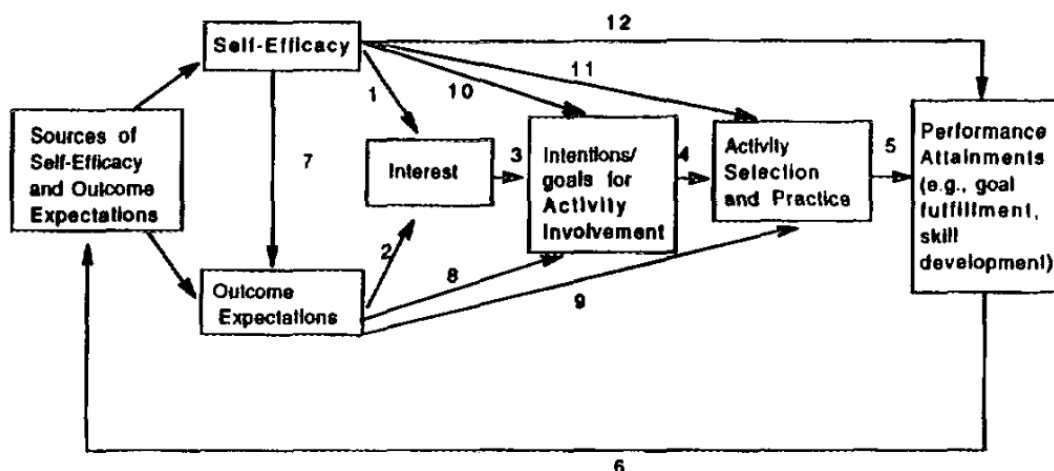 12
Self-Efficacy
11
1
10
Sources of
Self-Efficacy
and Outcome
Expectations
7
Interest
3
Intentions/
goals for
Activity
Involvement
4
Activity
Selection
and Practice
5
Performance
Attainments
(e.g., goal
fulfillment,
skill
development)
2
8
9
Outcome
Expectations
6